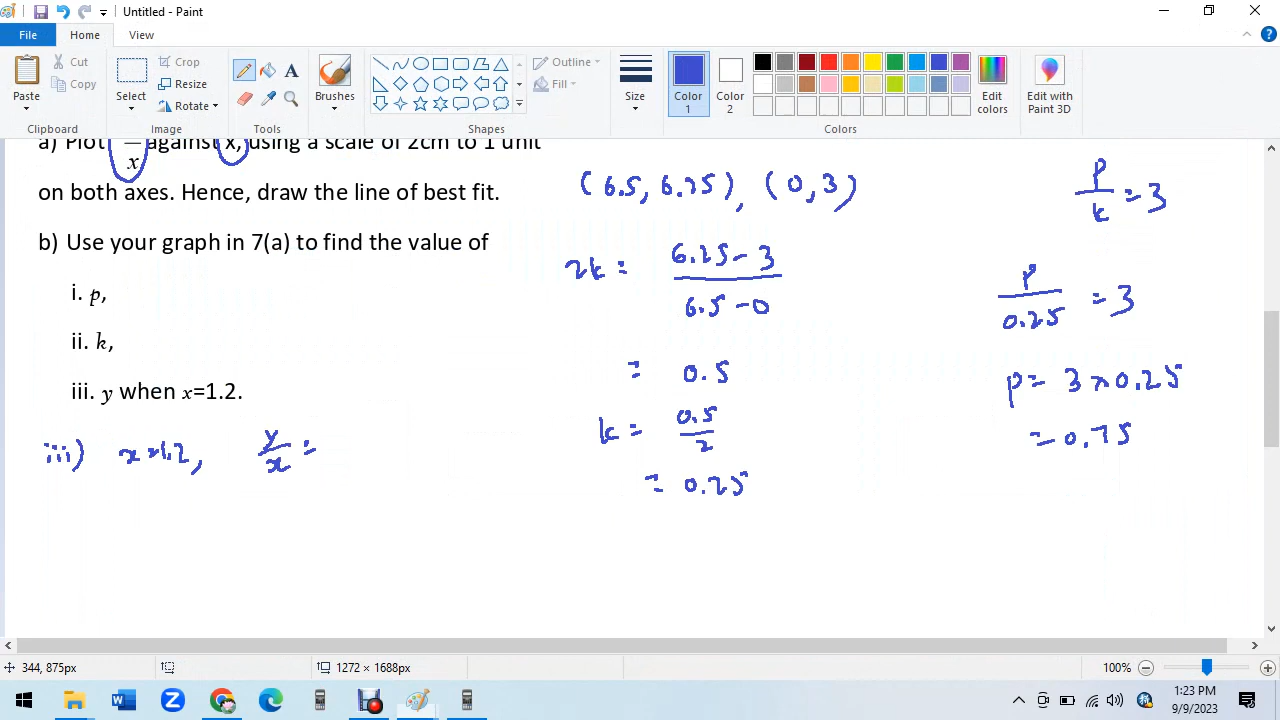 Untitled - Paint
File Home View
Paste
Cut
Copy
Clipboard
Select
Crop
Resize
Rotate
Image
A
Tools
Brushes
Outline
Fill
Shapes
Size
Color 1
Color 2
Edit colors
Colors
Edit with Paint 3D
a) Plot — against x, using a scale of 2cm to 1 unit
x
on both axes. Hence, draw the line of best fit.
b) Use your graph in 7(a) to find the value of
i. p,
ii. k,
iii. y when x=1.2.
iii) x=1.2, y/x =
(6.5, 6.25), (0, 3)
2k = 6.25 - 3 / 6.5 - 0
= 0.5
k = 0.5/2
= 0.25
p/k = 3
p/0.25 = 3
p = 3 × 0.25
= 0.75
344, 875px
1272 × 1688px
100%
1:23 PM
9/9/2023